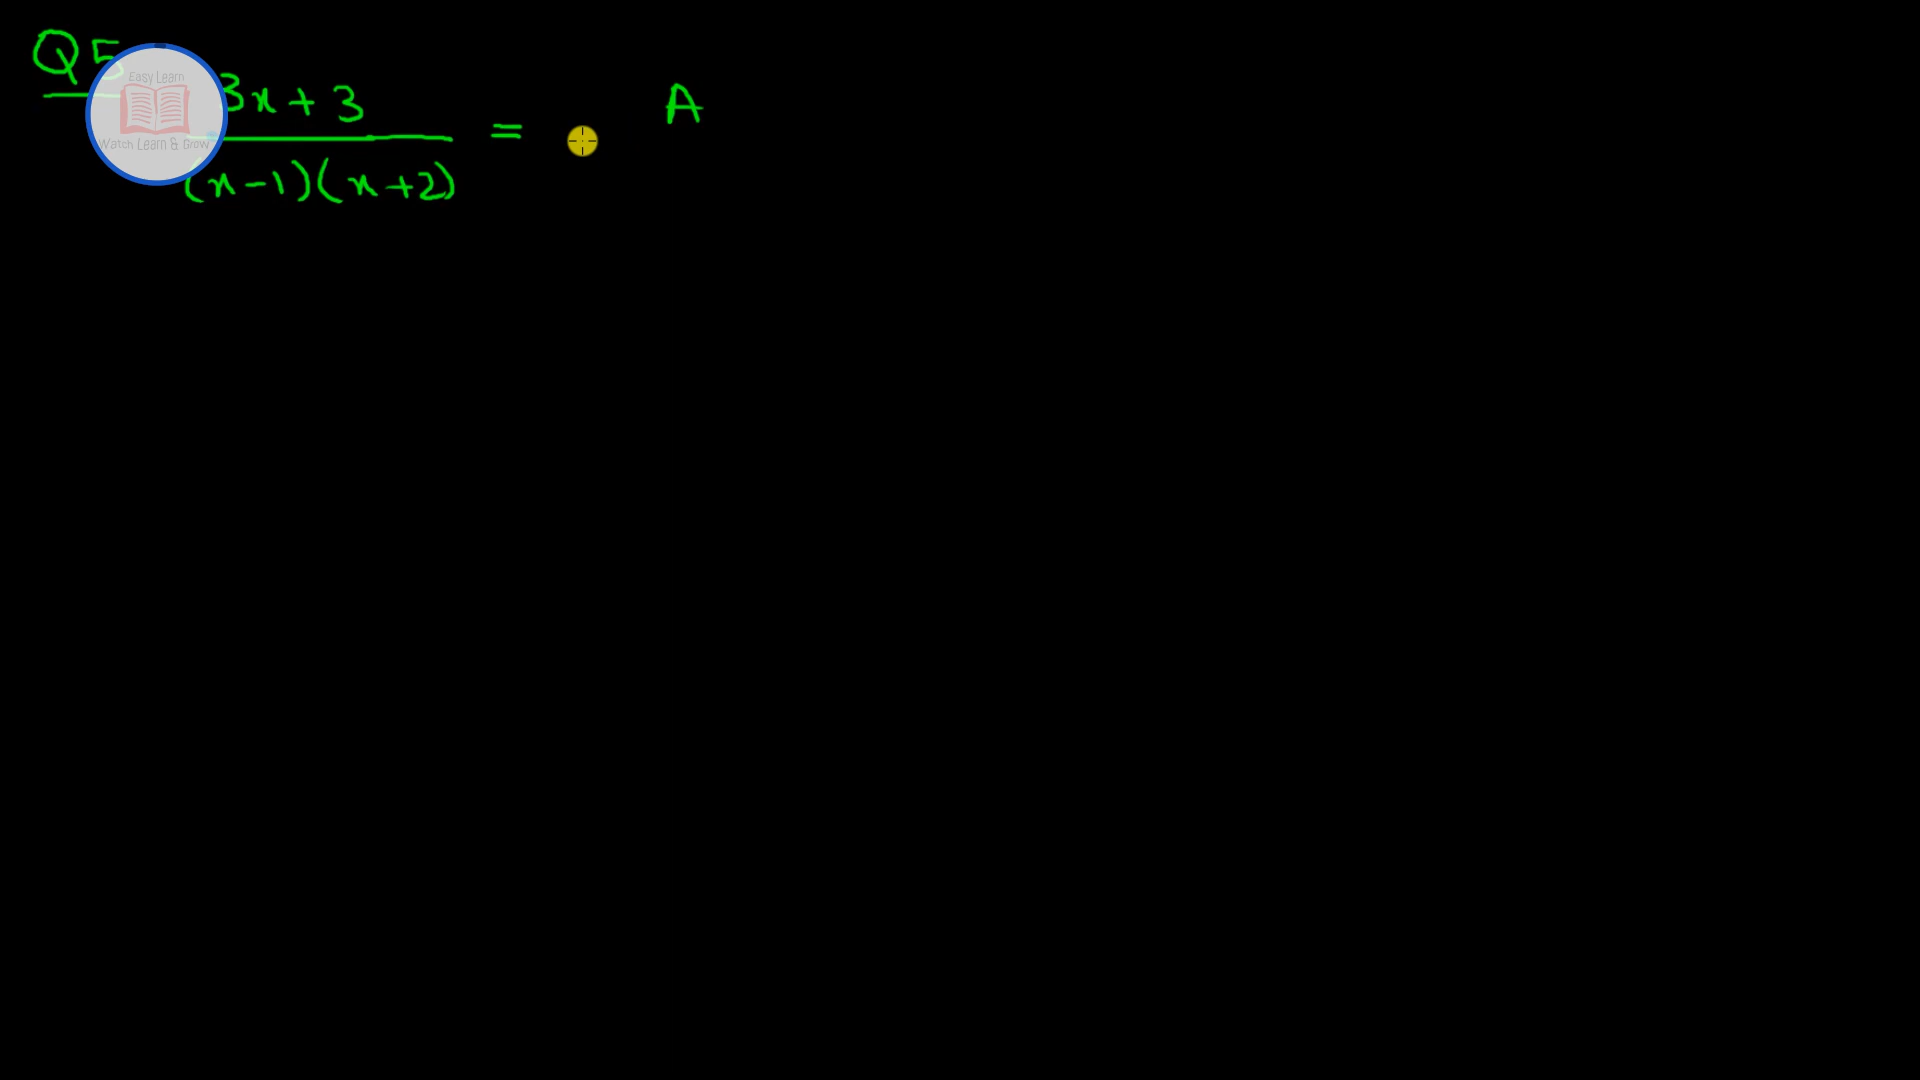 Q5
Easy Learn
Watch Learn & Grow
3x + 3
(x-1)(x+2)
=
A